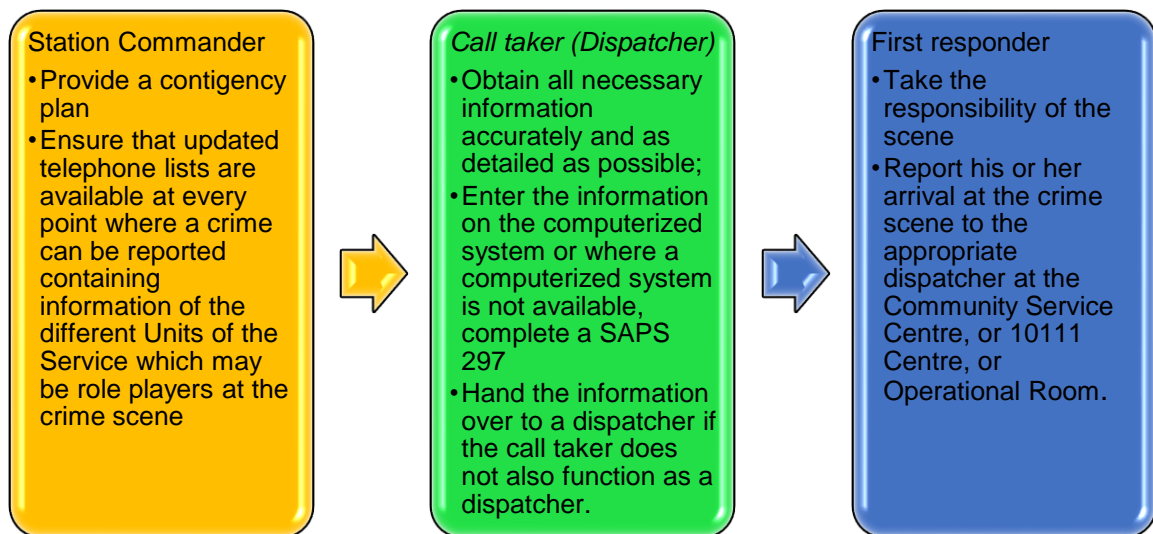 Station Commander
•Provide a contigency
plan
•Ensure that updated
telephone lists are
available at every
point where a crime
can be reported
containing
information of the
different Units of the
Service which may
be role players at the
crime scene
Call taker (Dispatcher)
•Obtain all necessary
information
accurately and as
detailed as possible;
•Enter the information
on the computerized
system or where a
computerized system
is not available,
complete a SAPS
297
•Hand the information
over to a dispatcher if
the call taker does
not also function as a
dispatcher.
First responder
•Take the
responsibility of the
scene
•Report his or her
arrival at the crime
scene to the
appropriate
dispatcher at the
Community Service
Centre, or 10111
Centre, or
Operational Room.